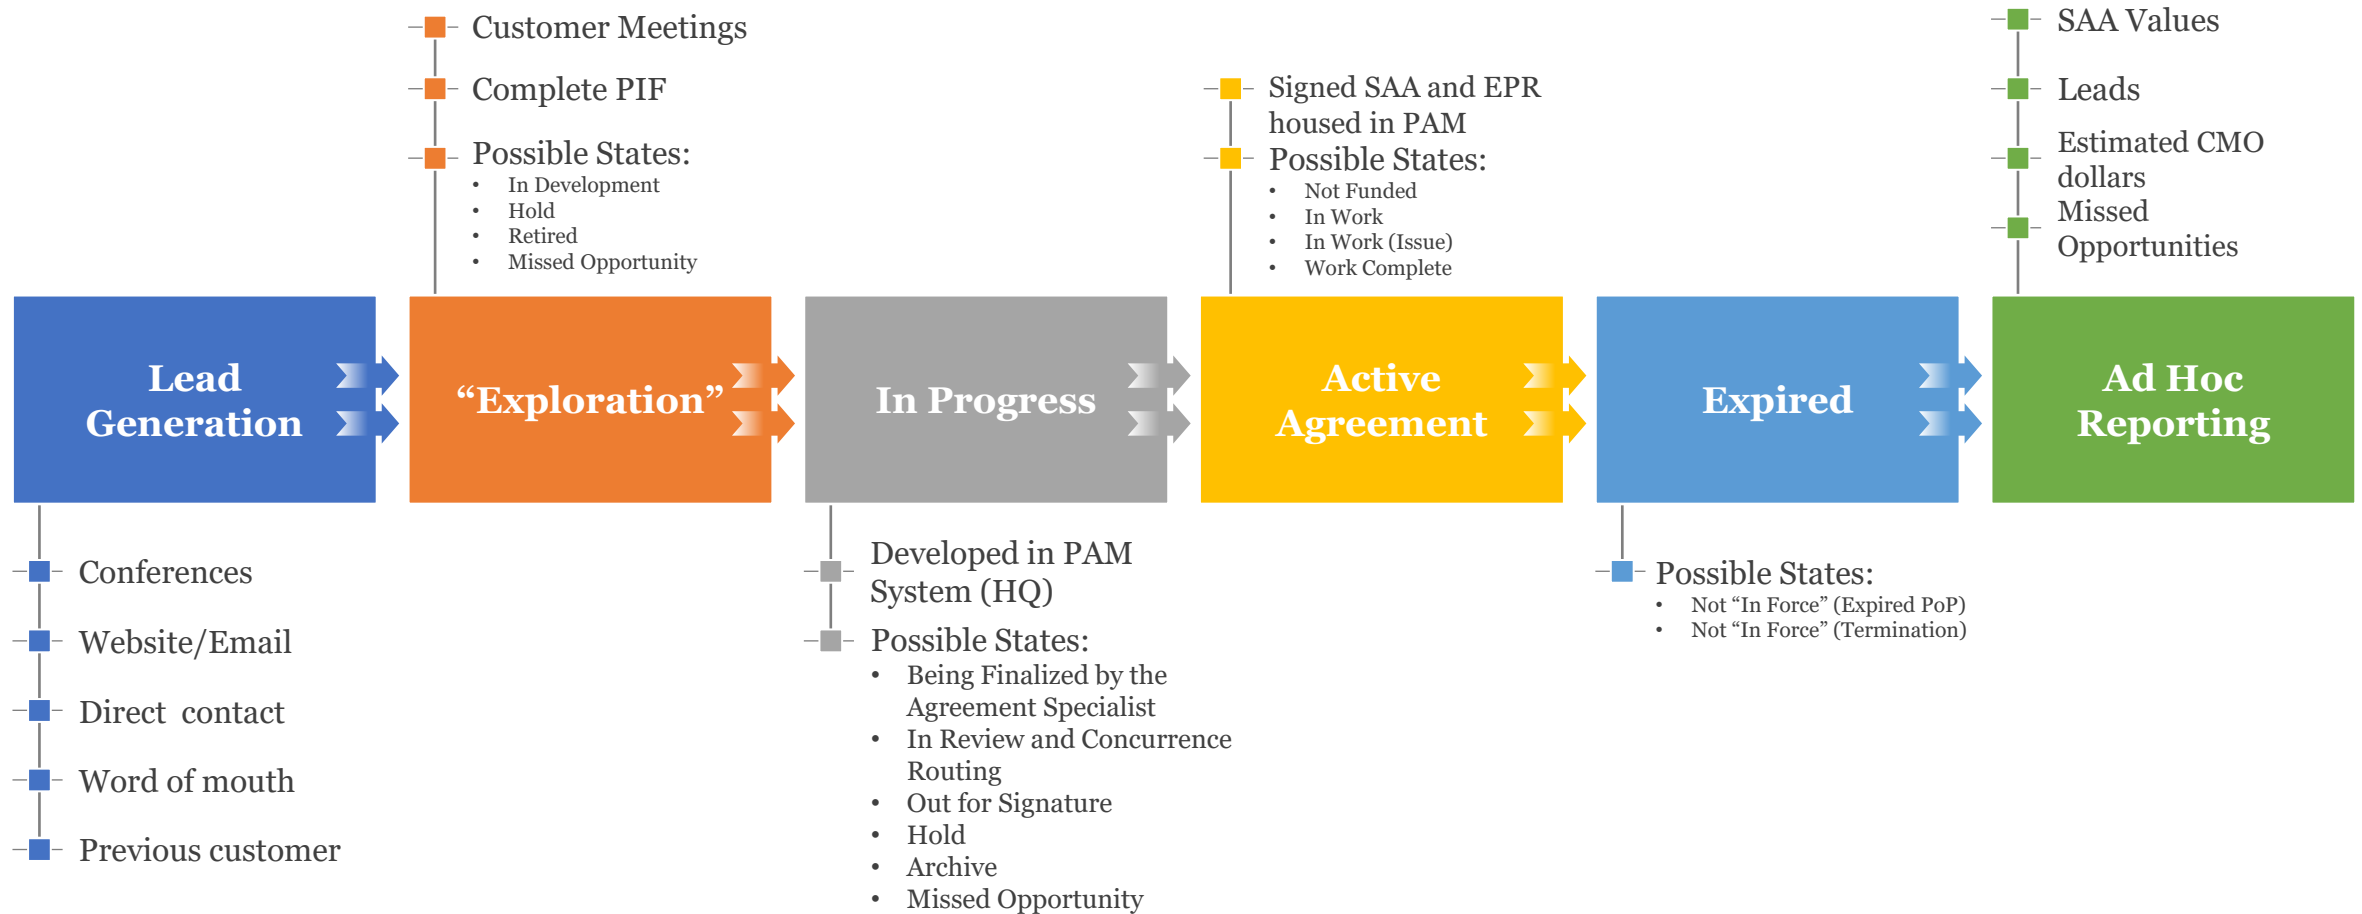 Customer Meetings
Complete PIF
Possible States:
• In Development
• Hold
• Retired
• Missed Opportunity
Signed SAA and EPR
housed in PAM
Possible States:
• Not Funded
• In Work
• In Work (Issue)
• Work Complete
SAA Values
Leads
Estimated CMO
dollars
Missed
Opportunities
Lead
Generation
“Exploration”
In Progress
Active
Agreement
Expired
Ad Hoc
Reporting
Conferences
Website/Email
Direct contact
Word of mouth
Previous customer
Developed in PAM
System (HQ)
Possible States:
• Being Finalized by the
Agreement Specialist
• In Review and Concurrence
Routing
• Out for Signature
• Hold
• Archive
• Missed Opportunity
Possible States:
• Not “In Force” (Expired PoP)
• Not “In Force” (Termination)